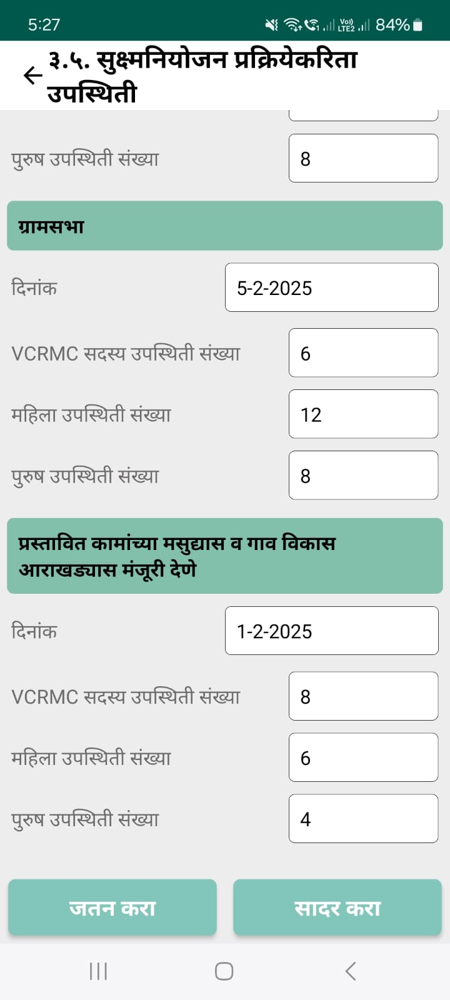 5:27
Vo)) LTE2 84%
३.५. सुक्ष्मनियोजन प्रक्रियेकरिता
उपस्थिती
पुरुष उपस्थिती संख्या 8
ग्रामसभा
दिनांक 5-2-2025
VCRMC सदस्य उपस्थिती संख्या 6
महिला उपस्थिती संख्या 12
पुरुष उपस्थिती संख्या 8
प्रस्तावित कामांच्या मसुद्यास व गाव विकास
आराखड्यास मंजूरी देणे
दिनांक 1-2-2025
VCRMC सदस्य उपस्थिती संख्या 8
महिला उपस्थिती संख्या 6
पुरुष उपस्थिती संख्या 4
जतन करा सादर करा